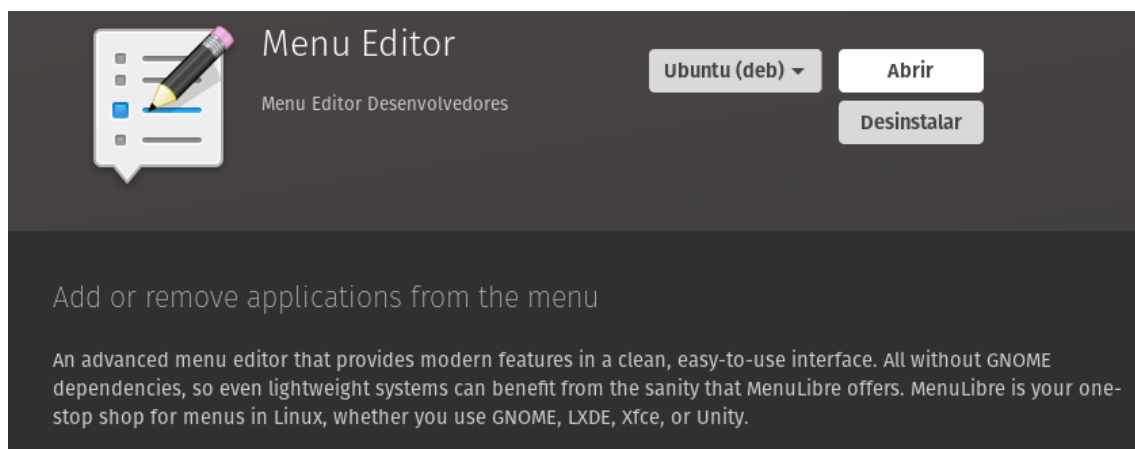 Menu Editor
Menu Editor Desenvolvedores
Ubuntu (deb)
Abrir
Desinstalar
Add or remove applications from the menu
An advanced menu editor that provides modern features in a clean, easy-to-use interface. All without GNOME
dependencies, so even lightweight systems can benefit from the sanity that MenuLibre offers. MenuLibre is your one-
stop shop for menus in Linux, whether you use GNOME, LXDE, Xfce, or Unity.